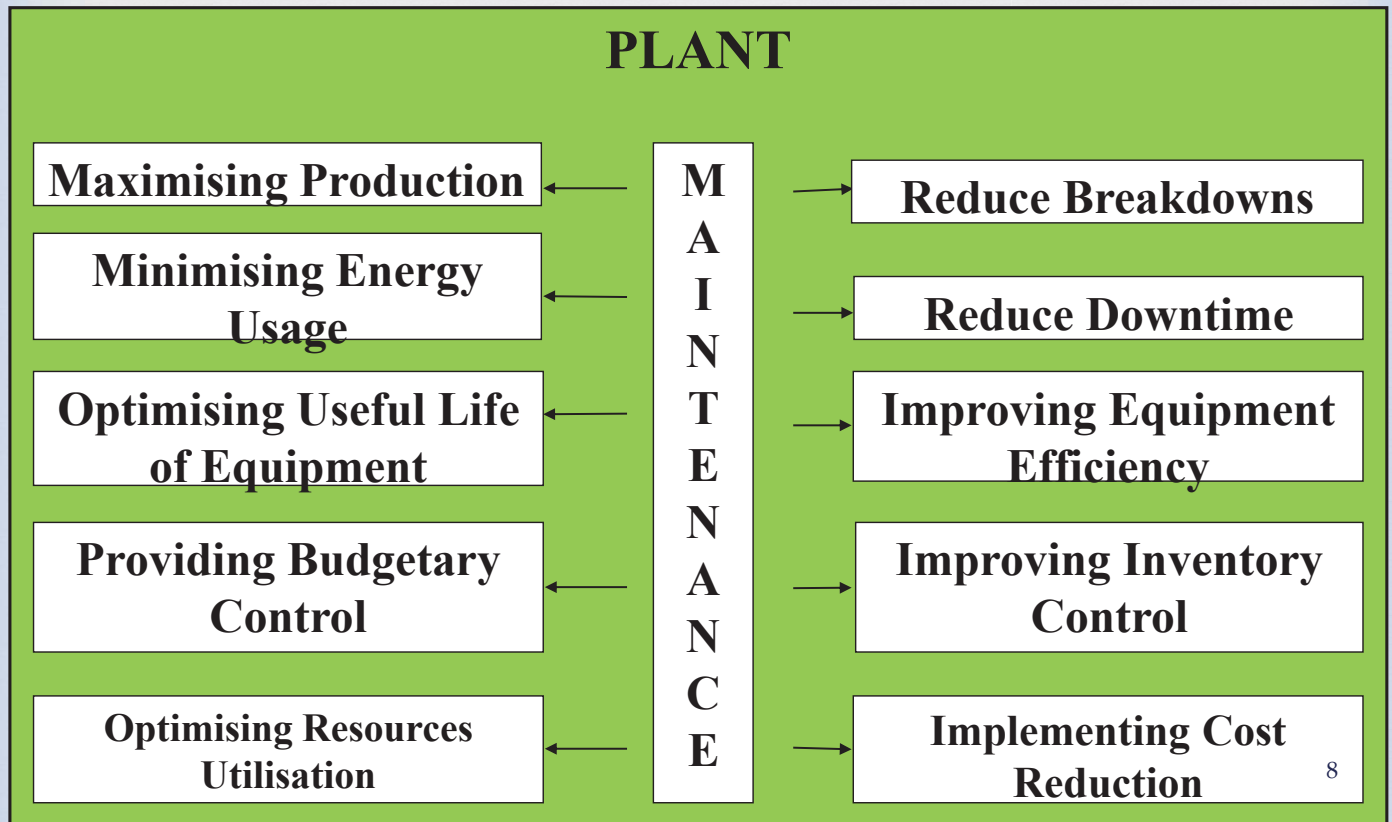 PLANT
Maximising Production
Minimising Energy
Usage
Optimising Useful Life
of Equipment
Providing Budgetary
Control
Optimising Resources
Utilisation
M
A
I
N
T
E
N
A
N
C
E
Reduce Breakdowns
Reduce Downtime
Improving Equipment
Efficiency
Improving Inventory
Control
Implementing Cost
Reduction
8